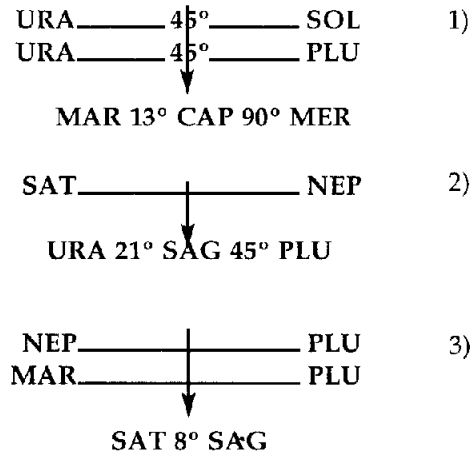 URA 45° SOL 1)
URA 45° PLU
MAR 13° CAP 90° MER
SAT NEP 2)
URA 21° SAG 45° PLU
NEP PLU 3)
MAR PLU
SAT 8° SAG